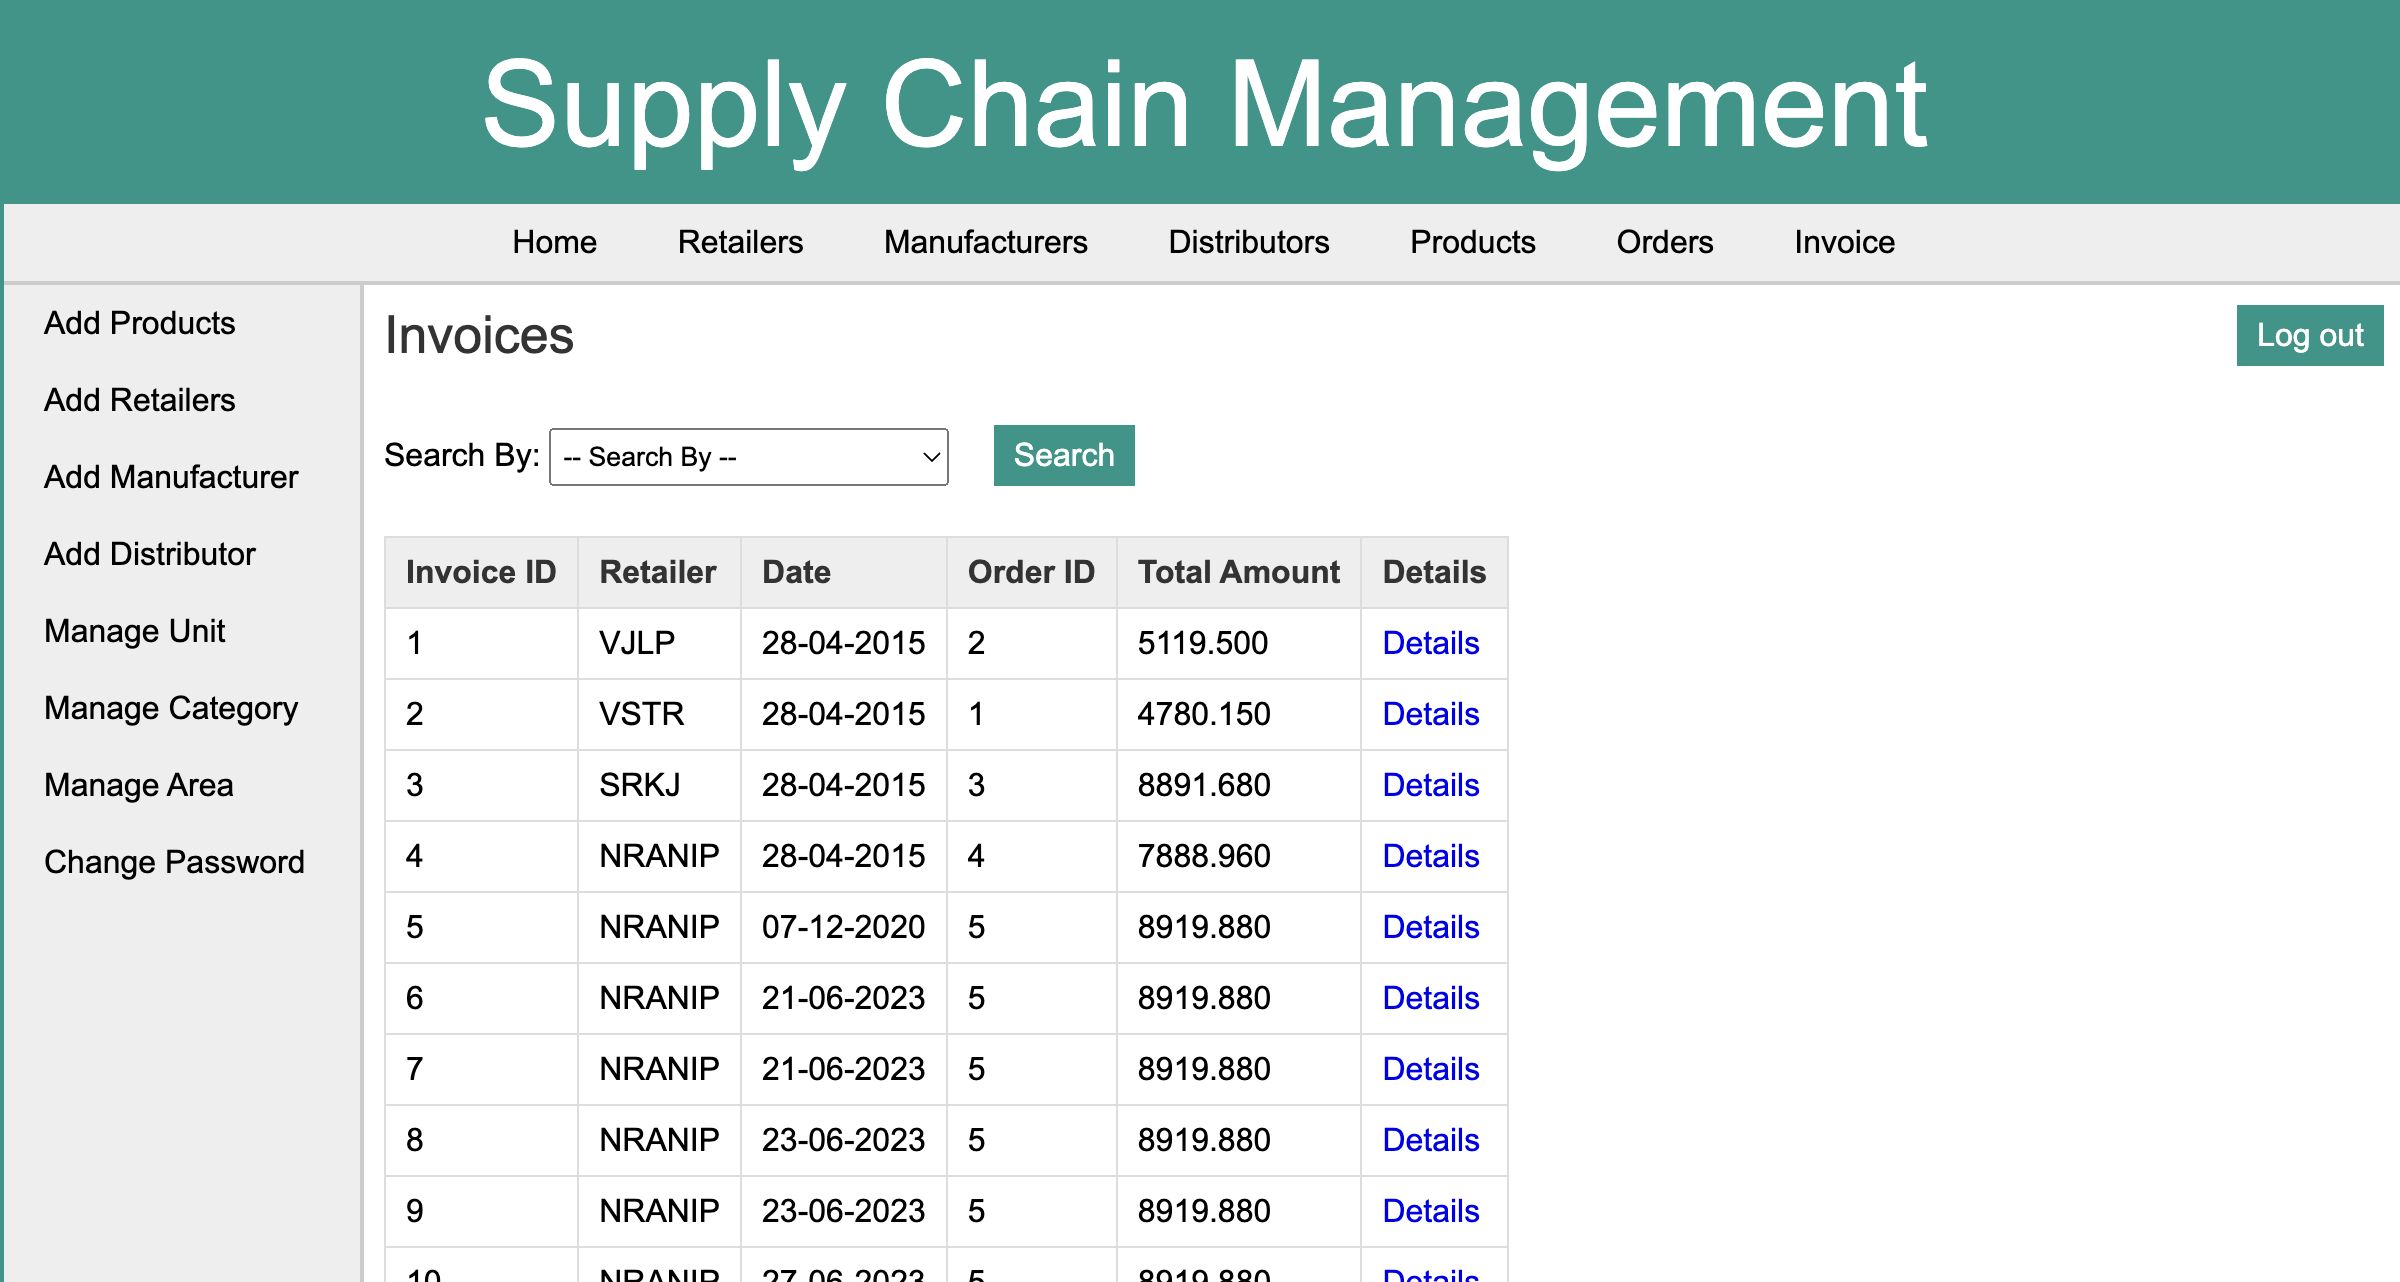 Supply Chain Management
Home Retailers Manufacturers Distributors Products Orders Invoice
Add Products
Add Retailers
Add Manufacturer
Add Distributor
Manage Unit
Manage Category
Manage Area
Change Password
Invoices
Log out
Search By: -- Search By -- Search
Invoice ID Retailer Date Order ID Total Amount Details
1 VJLP 28-04-2015 2 5119.500 Details
2 VSTR 28-04-2015 1 4780.150 Details
3 SRKJ 28-04-2015 3 8891.680 Details
4 NRANIP 28-04-2015 4 7888.960 Details
5 NRANIP 07-12-2020 5 8919.880 Details
6 NRANIP 21-06-2023 5 8919.880 Details
7 NRANIP 21-06-2023 5 8919.880 Details
8 NRANIP 23-06-2023 5 8919.880 Details
9 NRANIP 23-06-2023 5 8919.880 Details
10 NRANIP 27-06-2023 5 8919.880 Details